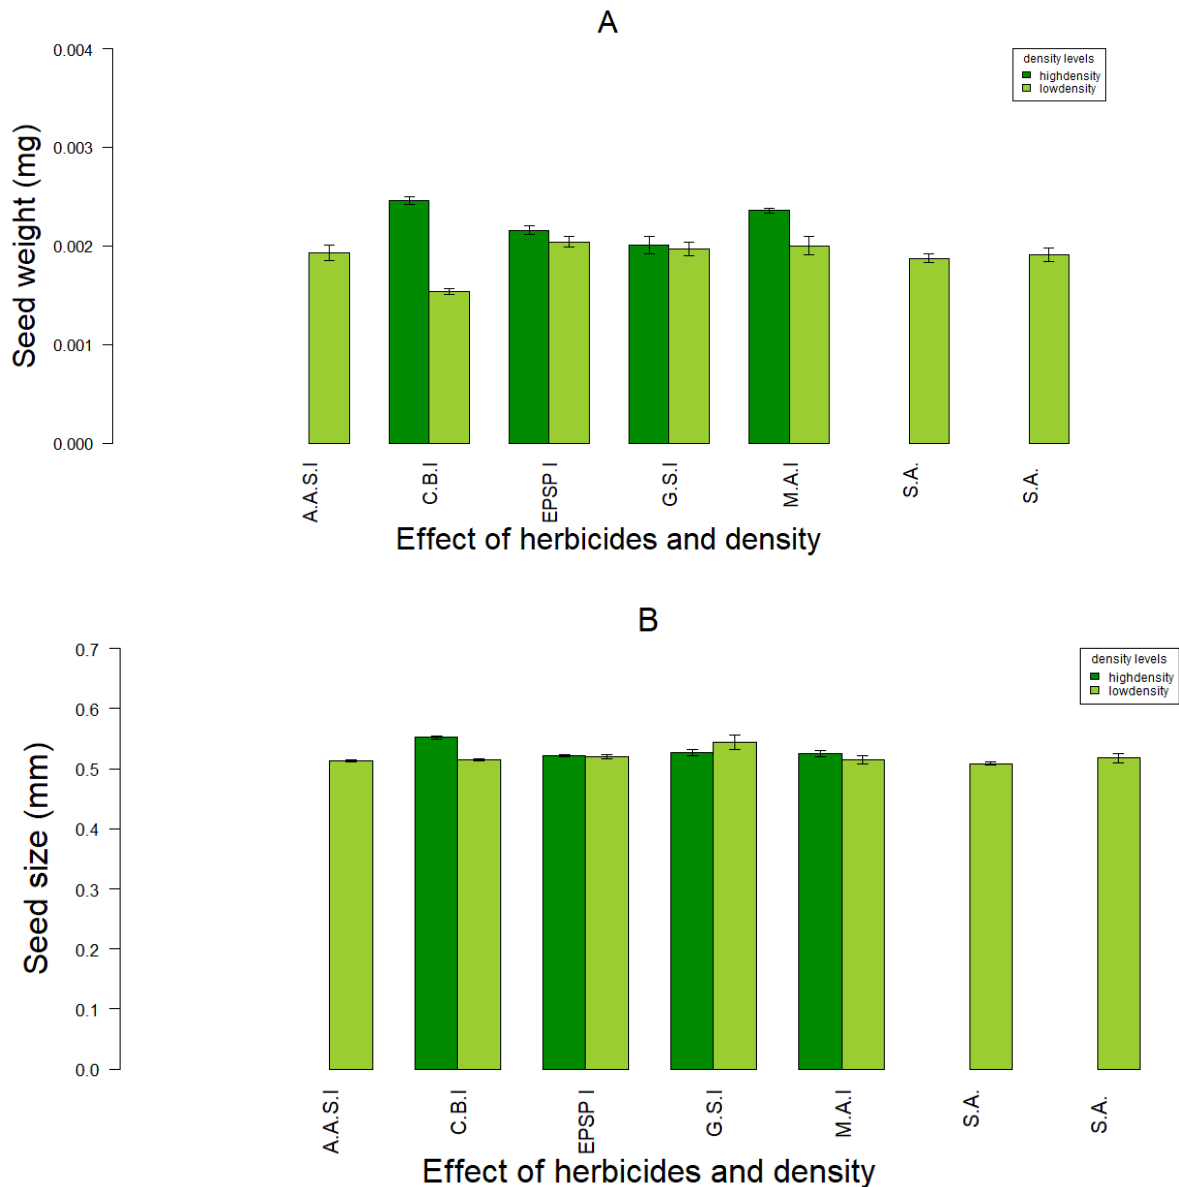 A
density levels
highdensity
lowdensity
Seed weight (mg)
0.004
0.003
0.002
0.001
0.000
A.A.S.I
C.B.I
EPSP I
G.S.I
M.A.I
S.A.
S.A.
Effect of herbicides and density
B
density levels
highdensity
lowdensity
Seed size (mm)
0.7
0.6
0.5
0.4
0.3
0.2
0.1
0.0
A.A.S.I
C.B.I
EPSP I
G.S.I
M.A.I
S.A.
S.A.
Effect of herbicides and density